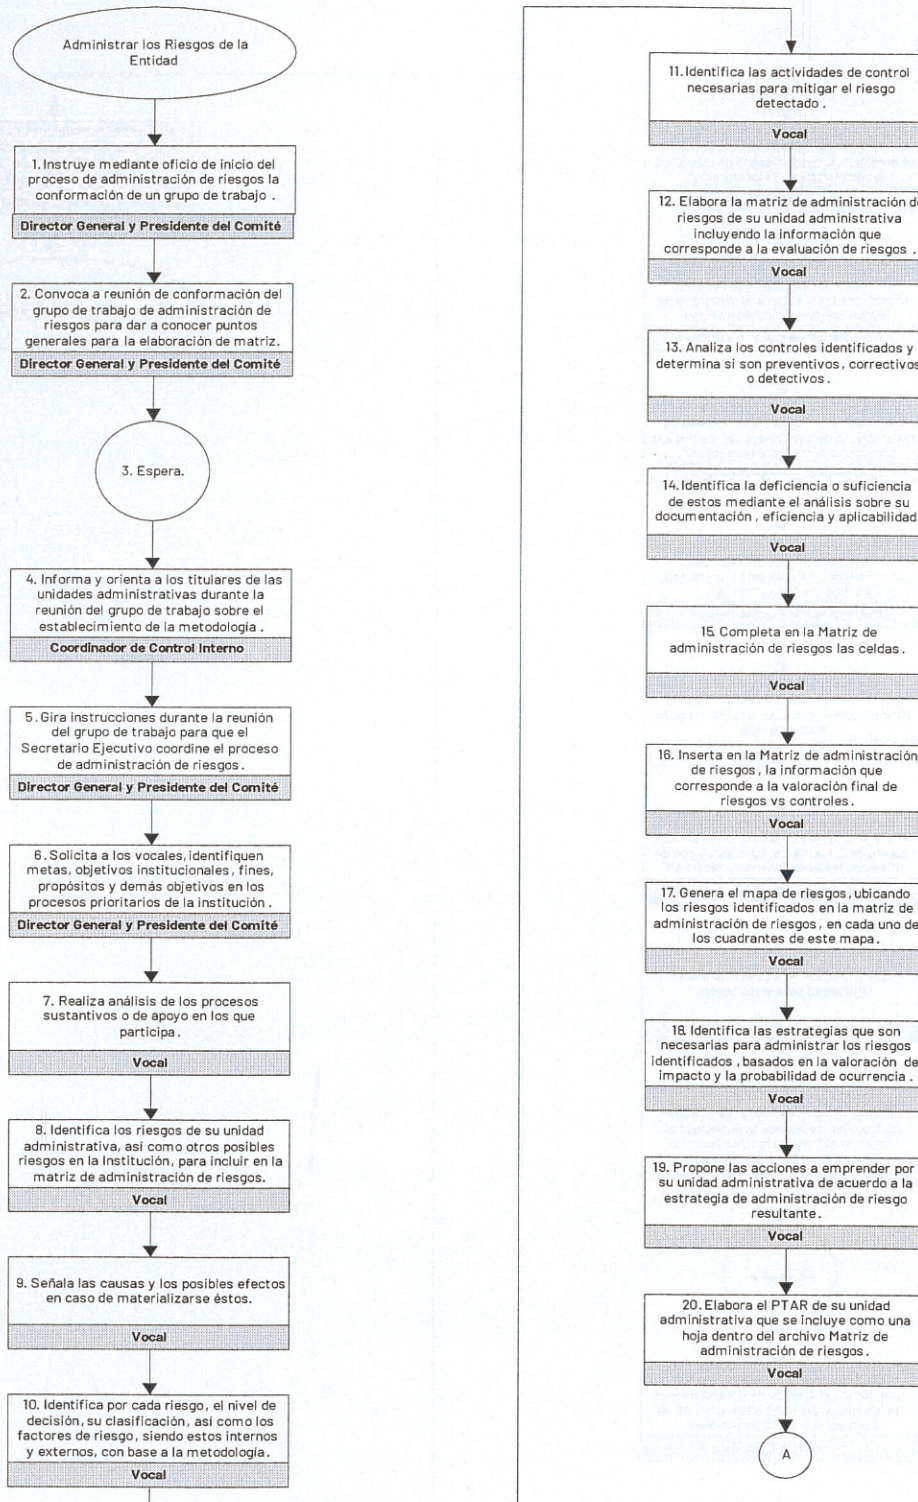 Administrar los Riesgos de la
Entidad
1. Instruye mediante oficio de inicio del
proceso de administración de riesgos la
conformación de un grupo de trabajo .
Director General y Presidente del Comité
2. Convoca a reunión de conformación del
grupo de trabajo de administración de
riesgos para dar a conocer puntos
generales para la elaboración de matriz.
Director General y Presidente del Comité
3. Espera.
4. Informa y orienta a los titulares de las
unidades administrativas durante la
reunión del grupo de trabajo sobre el
establecimiento de la metodología .
Coordinador de Control Interno
5. Gira instrucciones durante la reunión
del grupo de trabajo para que el
Secretario Ejecutivo coordine el proceso
de administración de riesgos.
Director General y Presidente del Comité
6. Solicita a los vocales, identifiquen
metas, objetivos institucionales, fines,
propósitos y demás objetivos en los
procesos prioritarios de la institución .
Director General y Presidente del Comité
7. Realiza análisis de los procesos
sustantivos o de apoyo en los que
participa.
Vocal
8. Identifica los riesgos de su unidad
administrativa, así como otros posibles
riesgos en la Institución, para incluir en la
matriz de administración de riesgos.
Vocal
9. Señala las causas y los posibles efectos
en caso de materializarse éstos.
Vocal
10. Identifica por cada riesgo, el nivel de
decisión, su clasificación, así como los
factores de riesgo, siendo estos internos
y externos, con base a la metodología.
Vocal
11. Identifica las actividades de control
necesarias para mitigar el riesgo
detectado .
Vocal
12. Elabora la matriz de administración de
riesgos de su unidad administrativa
incluyendo la información que
corresponde a la evaluación de riesgos .
Vocal
13. Analiza los controles identificados y
determina si son preventivos, correctivos
o detectivos.
Vocal
14. Identifica la deficiencia o suficiencia
de estos mediante el análisis sobre su
documentación, eficiencia y aplicabilidad
Vocal
15. Completa en la Matriz de
administración de riesgos las celdas.
Vocal
16. Inserta en la Matriz de administración
de riesgos, la información que
corresponde a la valoración final de
riesgos vs controles.
Vocal
17. Genera el mapa de riesgos, ubicando
los riesgos identificados en la matriz de
administración de riesgos, en cada uno de
los cuadrantes de este mapa.
Vocal
18. Identifica las estrategias que son
necesarias para administrar los riesgos
identificados, basados en la valoración de
impacto y la probabilidad de ocurrencia .
Vocal
19. Propone las acciones a emprender por
su unidad administrativa de acuerdo a la
estrategia de administración de riesgo
resultante.
Vocal
20. Elabora el PTAR de su unidad
administrativa que se incluye como una
hoja dentro del archivo Matriz de
administración de riesgos.
Vocal
A